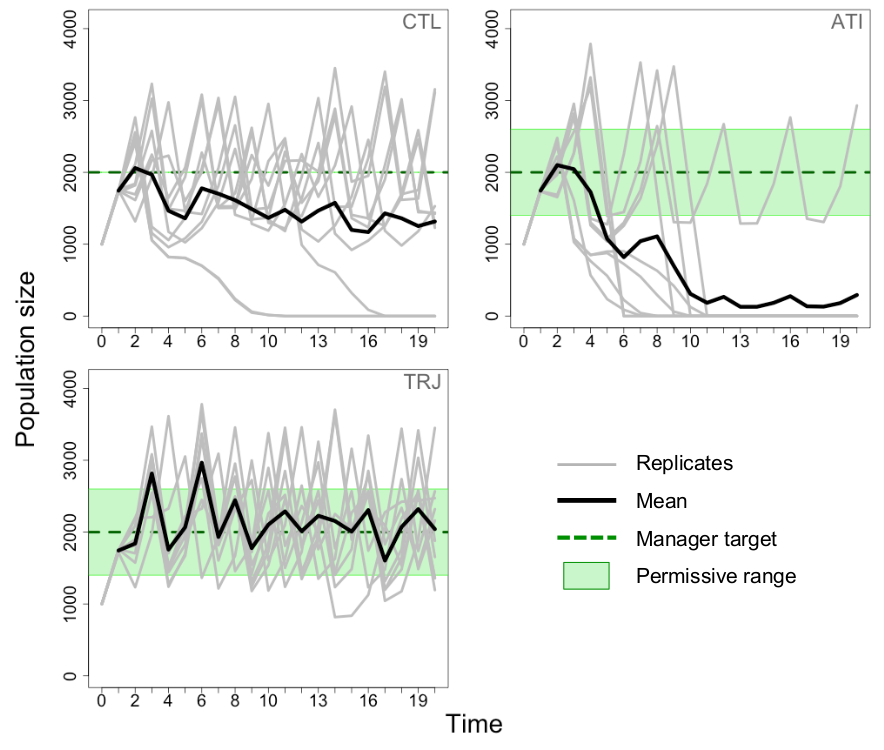 CTL
4000
3000
2000
1000
0
0 2 4 6 8 10 13 16 19
ATI
4000
3000
2000
1000
0
0 2 4 6 8 10 13 16 19
Population size
TRJ
4000
3000
2000
1000
0
0 2 4 6 8 10 13 16 19
Replicates
Mean
Manager target
Permissive range
Time